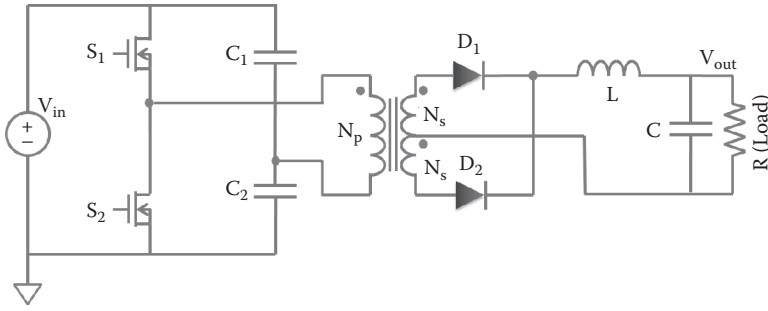 S1
C1
Vin
+
−
S2
C2
Np
Ns
Ns
D1
D2
L
Vout
C
R (Load)